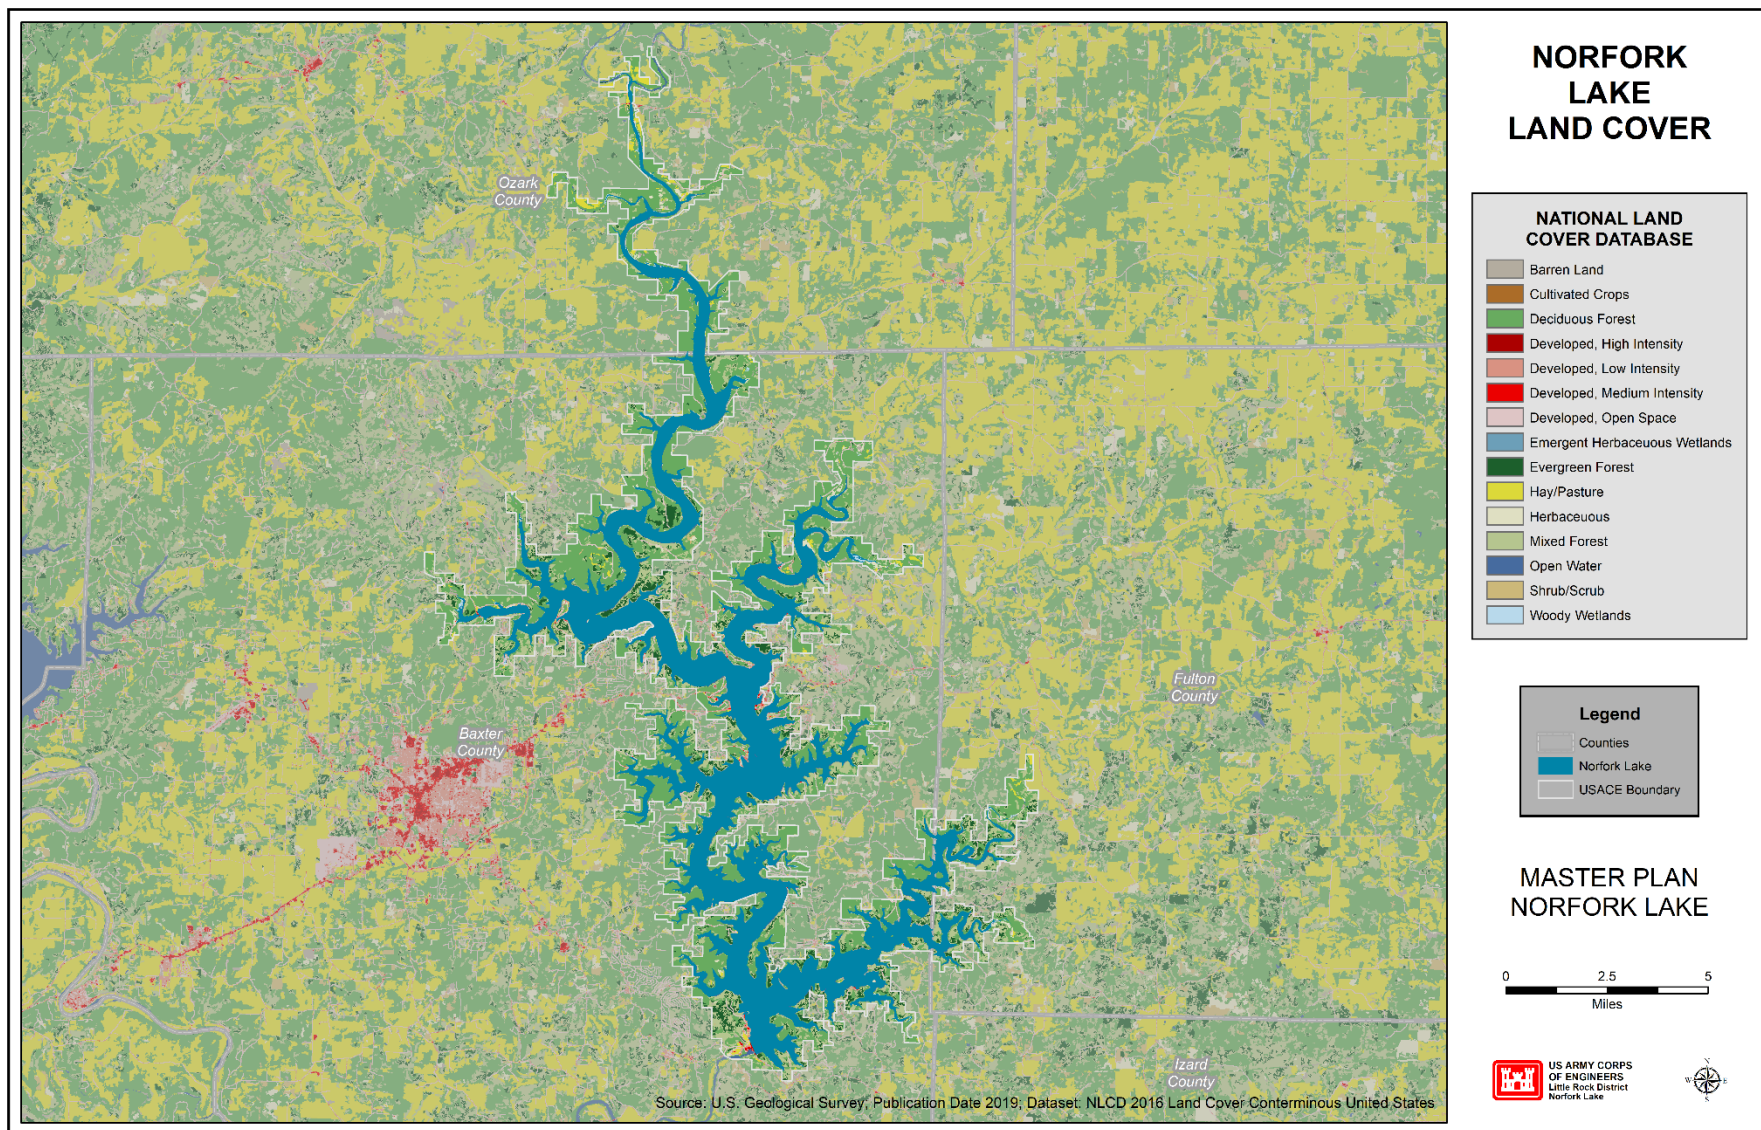 NORFORK
LAKE
LAND COVER
NATIONAL LAND
COVER DATABASE
Barren Land
Cultivated Crops
Deciduous Forest
Developed, High Intensity
Developed, Low Intensity
Developed, Medium Intensity
Developed, Open Space
Emergent Herbaceuous Wetlands
Evergreen Forest
Hay/Pasture
Herbaceuous
Mixed Forest
Open Water
Shrub/Scrub
Woody Wetlands
Ozark
County
Fulton
County
Baxter
County
Izard
County
Legend
Counties
Norfork Lake
USACE Boundary
MASTER PLAN
NORFORK LAKE
0 2.5 5
Miles
US ARMY CORPS
OF ENGINEERS
Little Rock District
Norfork Lake
N
W E
S
Source: U.S. Geological Survey, Publication Date 2019, Dataset: NLCD 2016 Land Cover Conterminous United States